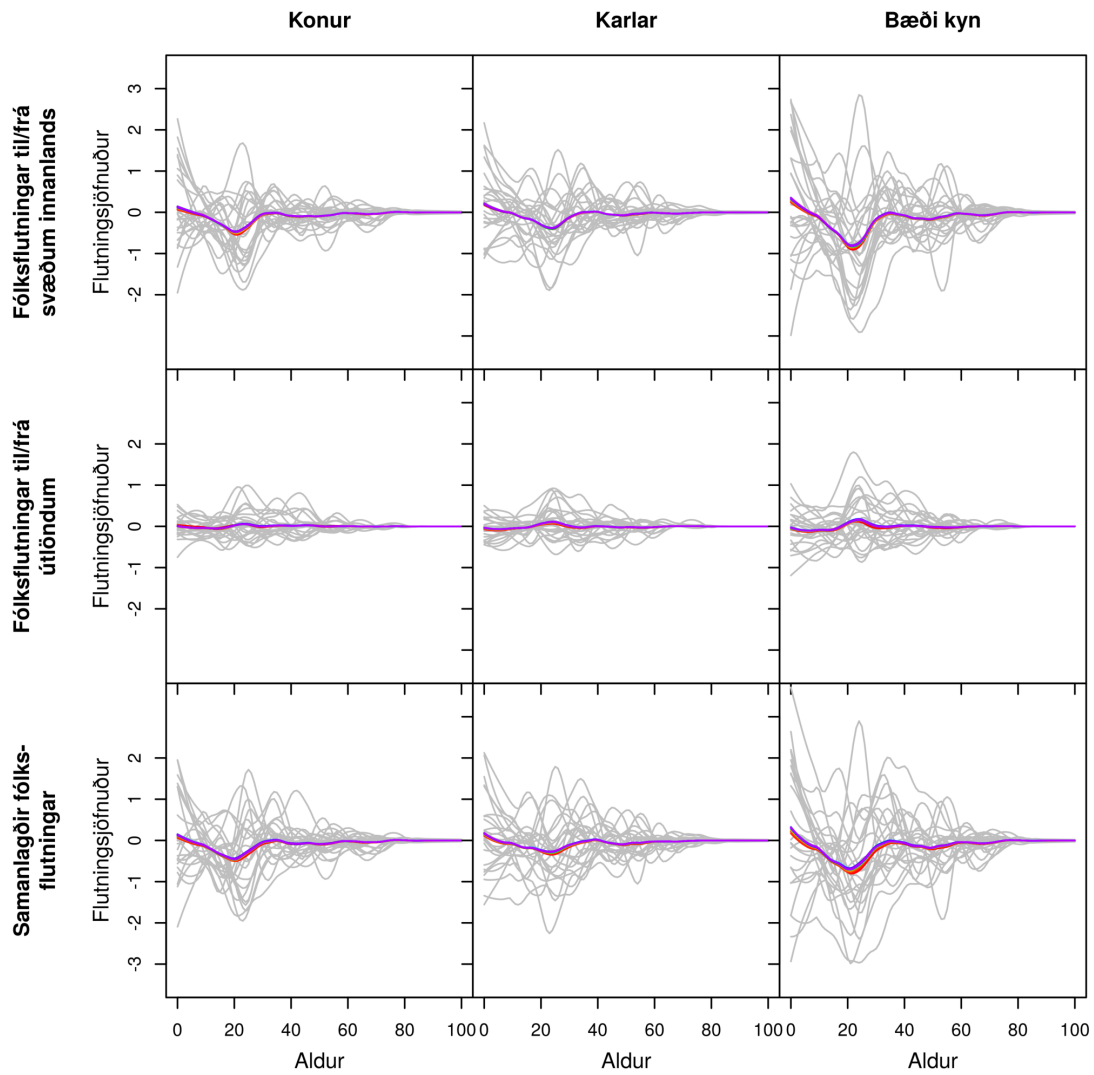 Konur Karlar Bæði kyn
Fólksflutningar til/frá
svæðum innanlands
Flutningsjöfnuður
3
2
1
0
-1
-2
Fólksflutningar til/frá
útlöndum
Flutningsjöfnuður
2
1
0
-1
-2
Samanlagðir fólks-
flutningar
Flutningsjöfnuður
2
1
0
-1
-2
-3
0 20 40 60 80 100 0 20 40 60 80 100 0 20 40 60 80 100
Aldur Aldur Aldur